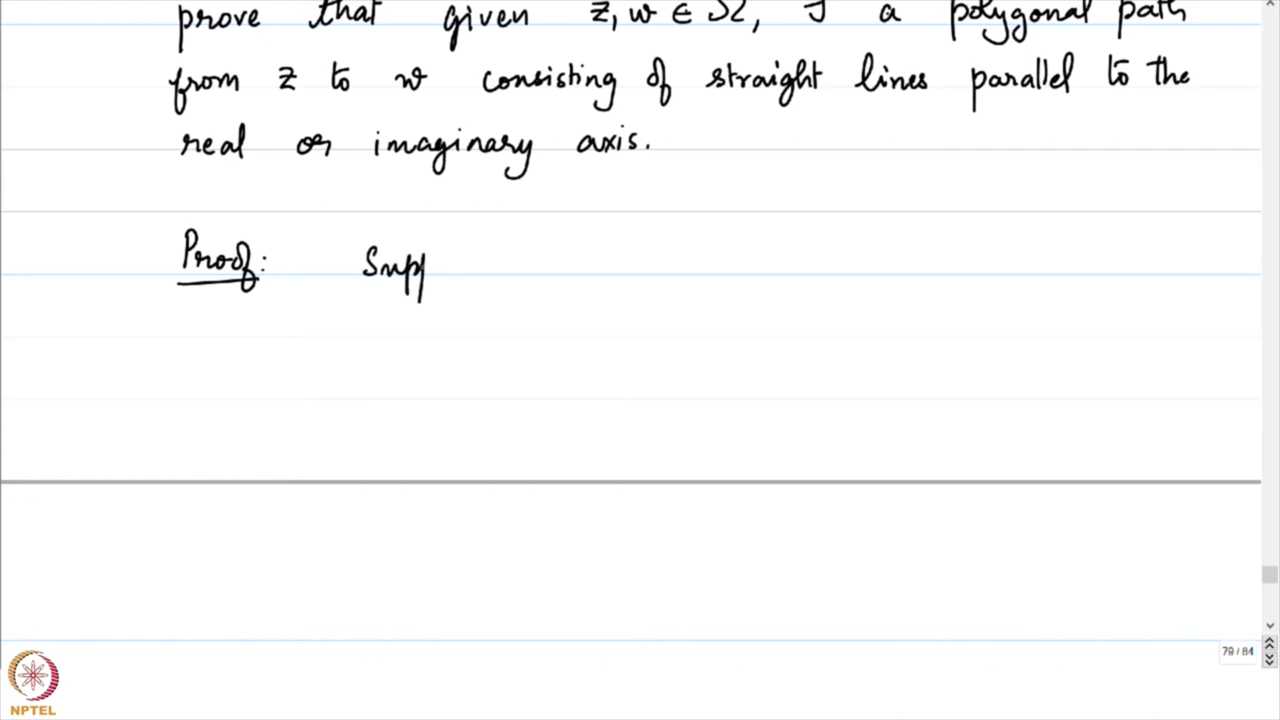 prove that given z, w ∈ Ω, ∃ a polygonal path
from z to w consisting of straight lines parallel to the
real or imaginary axis.
Proof: Supp
79 / 84
NPTEL